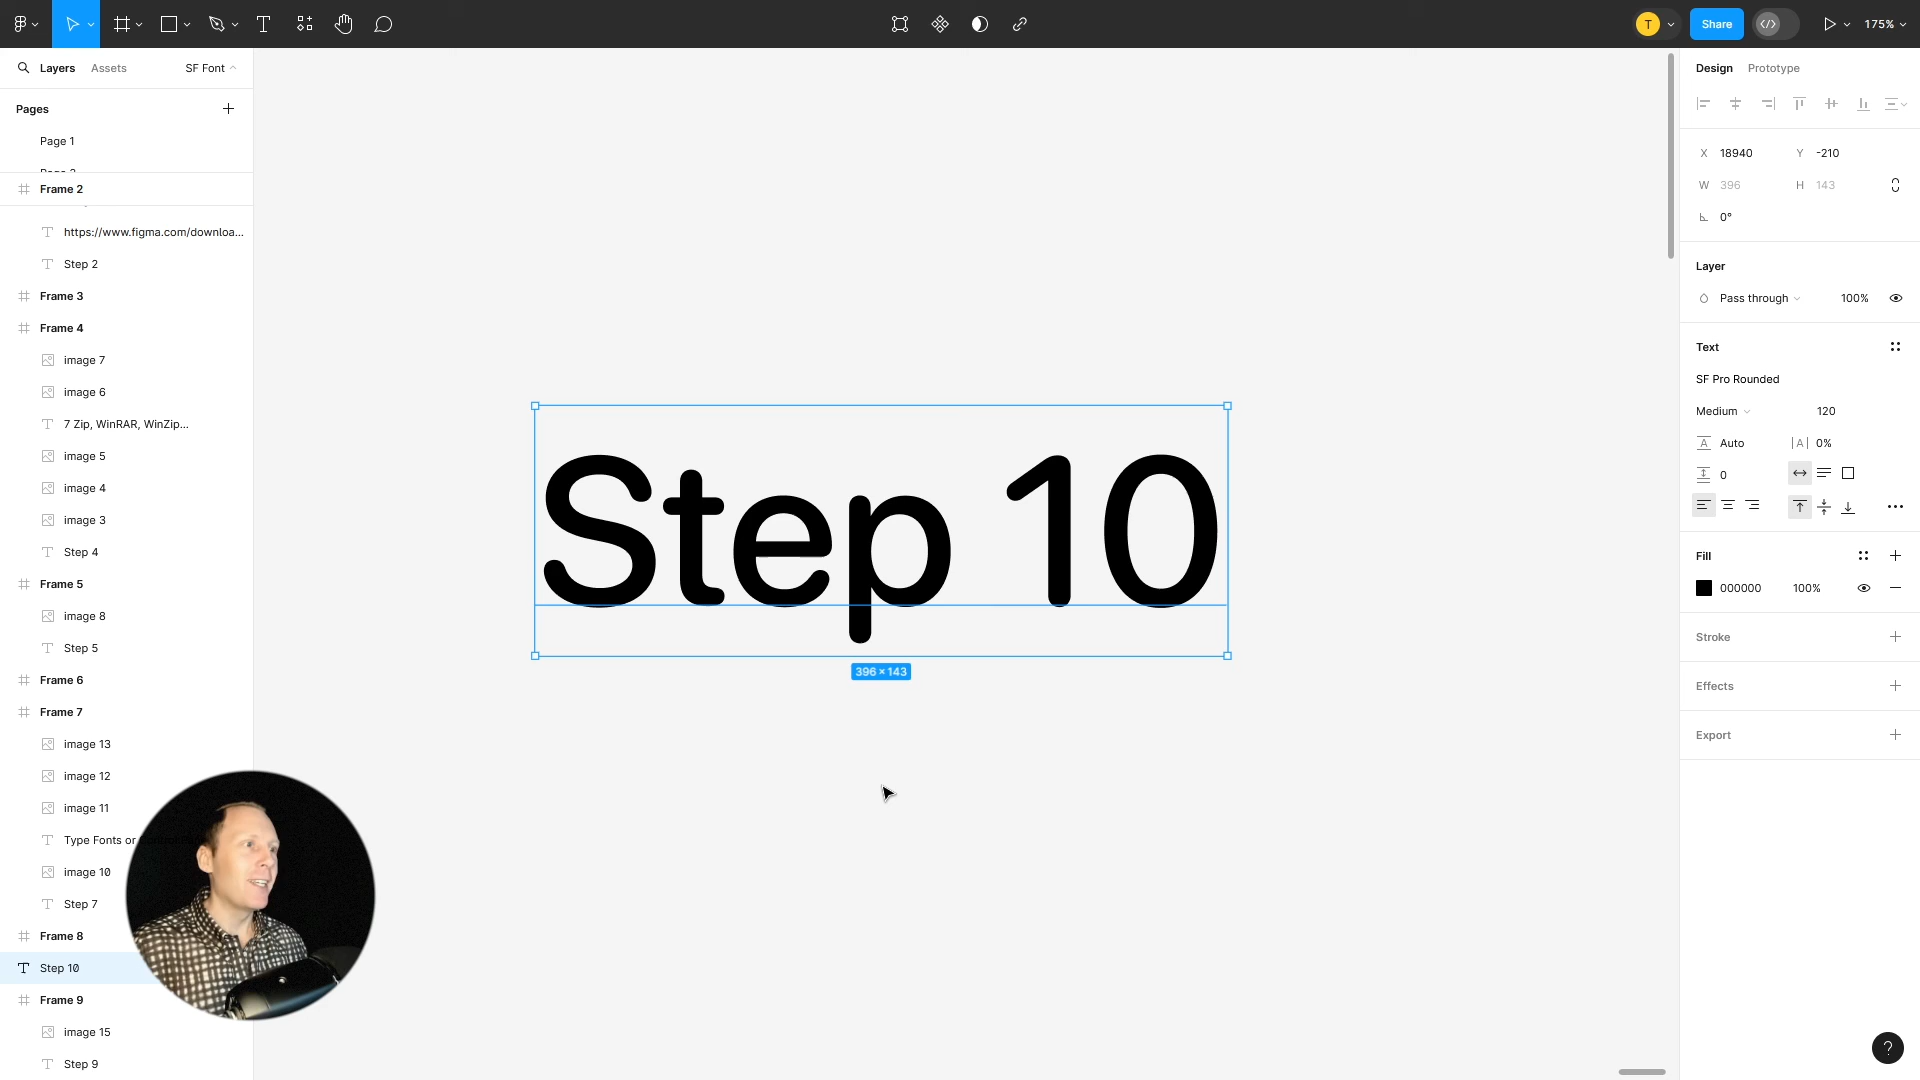 T
Share
175%
Layers
Assets
SF Font
Pages
Page 1
Frame 2
https://www.figma.com/downloa...
Step 2
Frame 3
Frame 4
image 7
image 6
7 Zip, WinRAR, WinZip...
image 5
image 4
image 3
Step 4
Frame 5
image 8
Step 5
Frame 6
Frame 7
image 13
image 12
image 11
Type Fonts or
image 10
Step 7
Frame 8
Step 10
Frame 9
image 15
Step 9
Step 10
396 × 143
Design
Prototype
X 18940 Y -210
W 396 H 143
0°
Layer
Pass through 100%
Text
SF Pro Rounded
Medium 120
A Auto |A| 0%
0
Fill
000000 100%
Stroke
Effects
Export
?